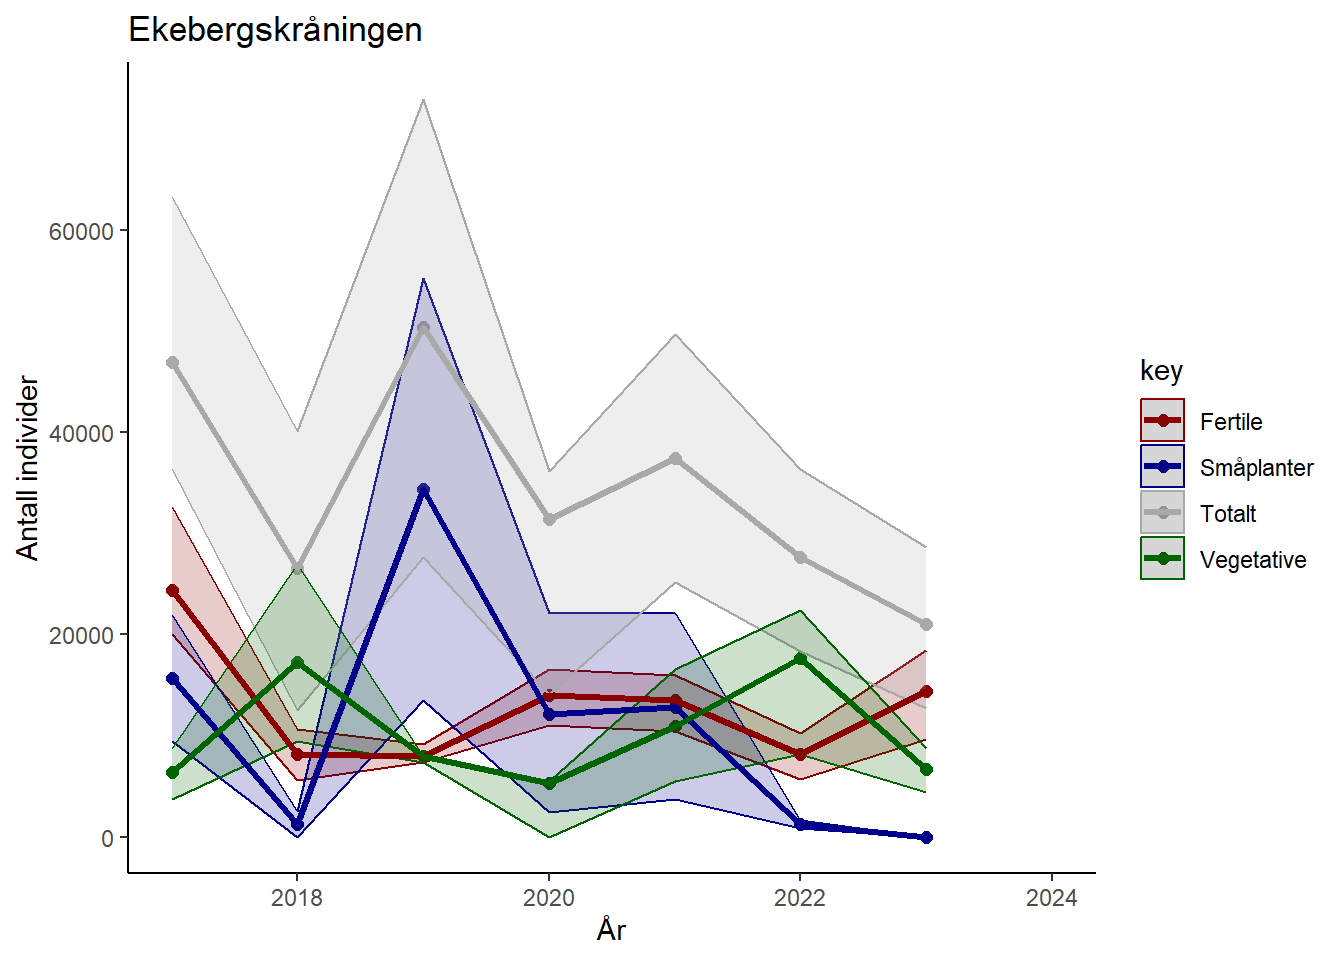 Ekebergskråningen
Antall individer
60000
40000
20000
0
2018
2020
2022
2024
År
key
Fertile
Småplanter
Totalt
Vegetative